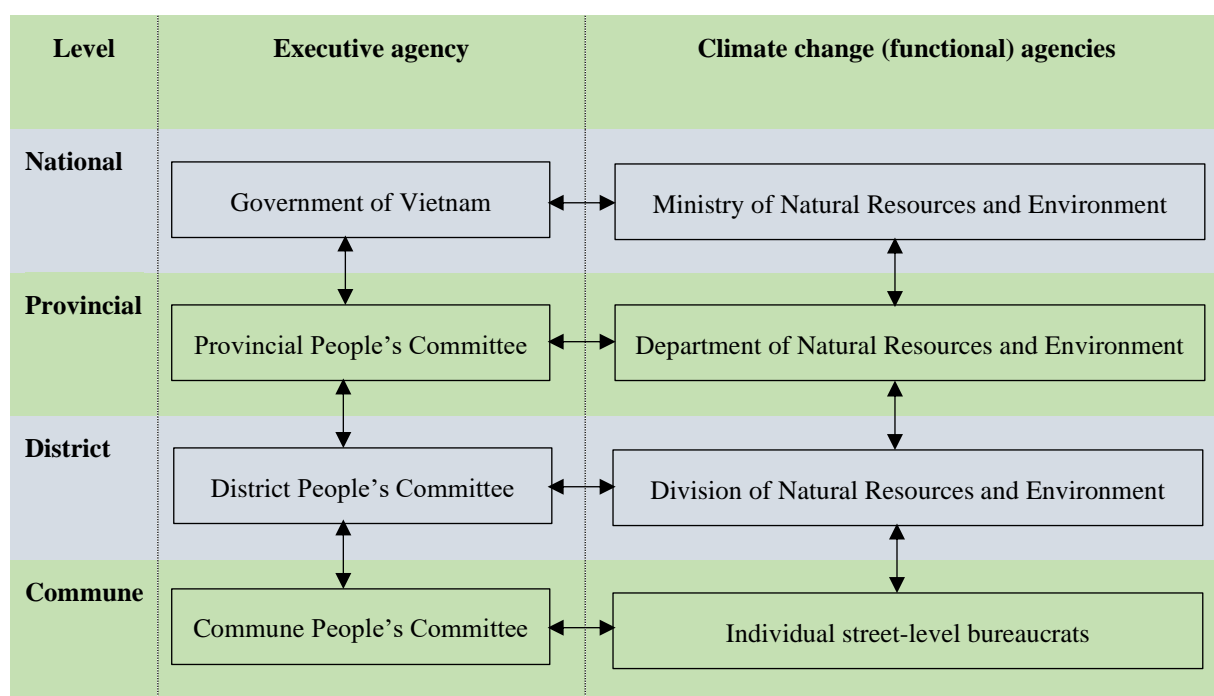 Level Executive agency Climate change (functional) agencies
National
Government of Vietnam Ministry of Natural Resources and Environment
Provincial
Provincial People’s Committee Department of Natural Resources and Environment
District
District People’s Committee Division of Natural Resources and Environment
Commune
Commune People’s Committee Individual street-level bureaucrats